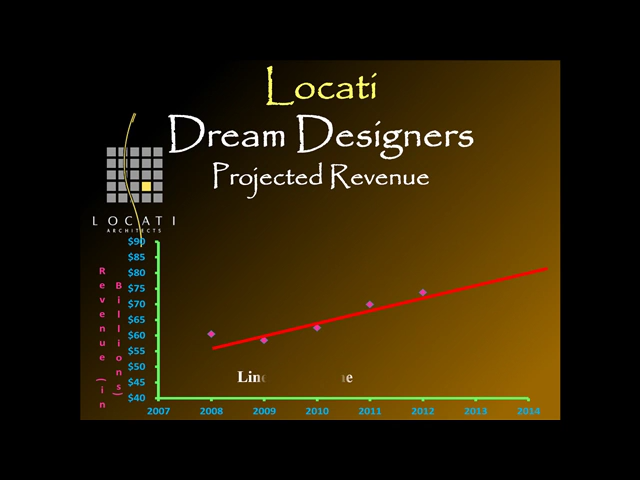 Locati
Dream Designers
Projected Revenue
LOCATI
ARCHITECTS
Revenue (in
Billions)
$90
$85
$80
$75
$70
$65
$60
$55
$50
$45
$40
2007 2008 2009 2010 2011 2012 2013 2014